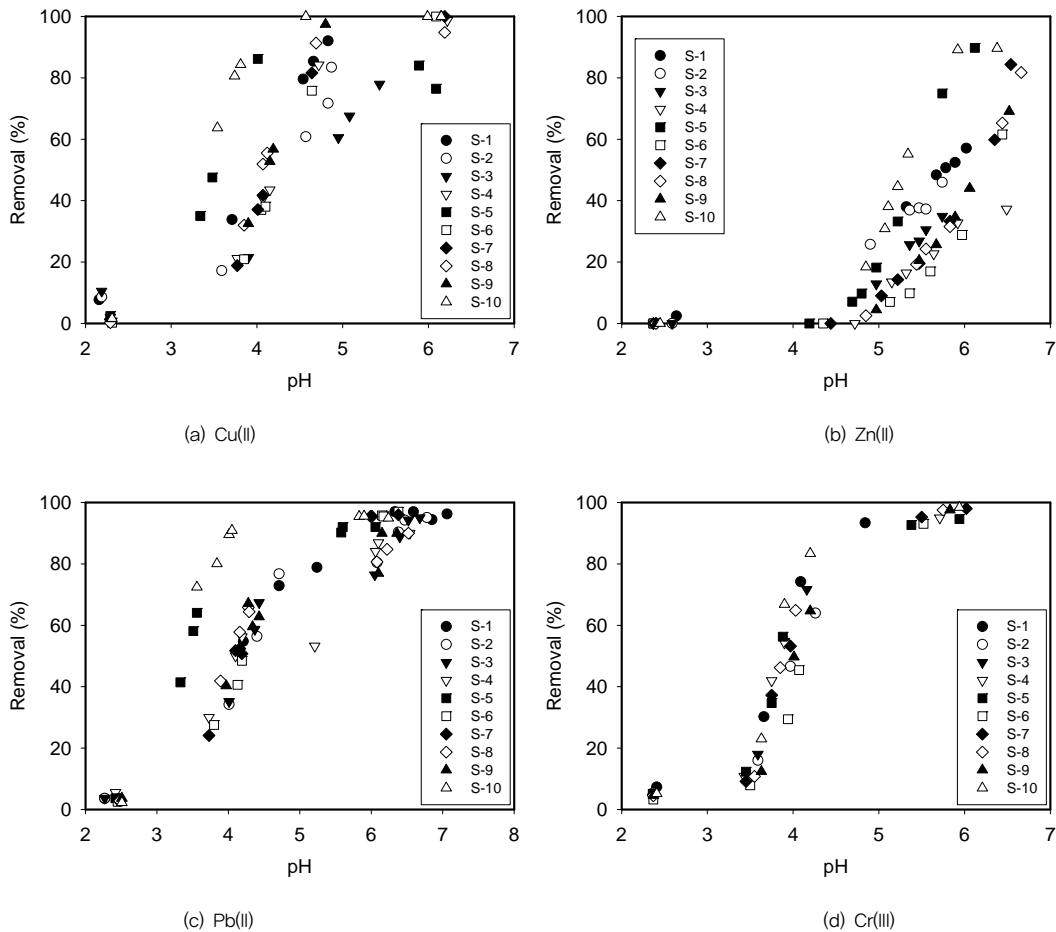 100
80
60
40
20
0
Removal (%)
2 3 4 5 6 7
pH
S-1
S-2
S-3
S-4
S-5
S-6
S-7
S-8
S-9
S-10
(a) Cu(II)
100
80
60
40
20
0
Removal (%)
2 3 4 5 6 7
pH
S-1
S-2
S-3
S-4
S-5
S-6
S-7
S-8
S-9
S-10
(b) Zn(II)
100
80
60
40
20
0
Removal (%)
2 3 4 5 6 7 8
pH
S-1
S-2
S-3
S-4
S-5
S-6
S-7
S-8
S-9
S-10
(c) Pb(II)
100
80
60
40
20
0
Removal (%)
2 3 4 5 6 7
pH
S-1
S-2
S-3
S-4
S-5
S-6
S-7
S-8
S-9
S-10
(d) Cr(III)